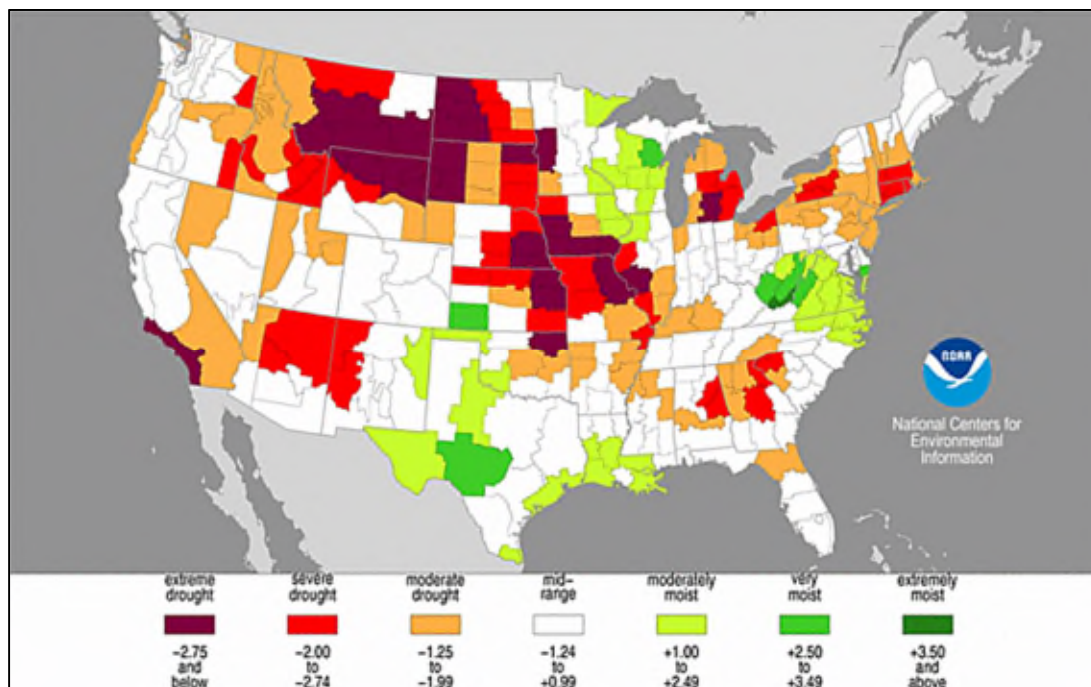 NOAA
National Centers for
Environmental
Information
extreme
drought
severe
drought
moderate
drought
mid-
range
moderately
moist
very
moist
extremely
moist
-2.75
and
below
-2.00
to
-2.74
-1.25
to
-1.99
-1.24
to
+0.99
+1.00
to
+2.49
+2.50
to
+3.49
+3.50
and
above